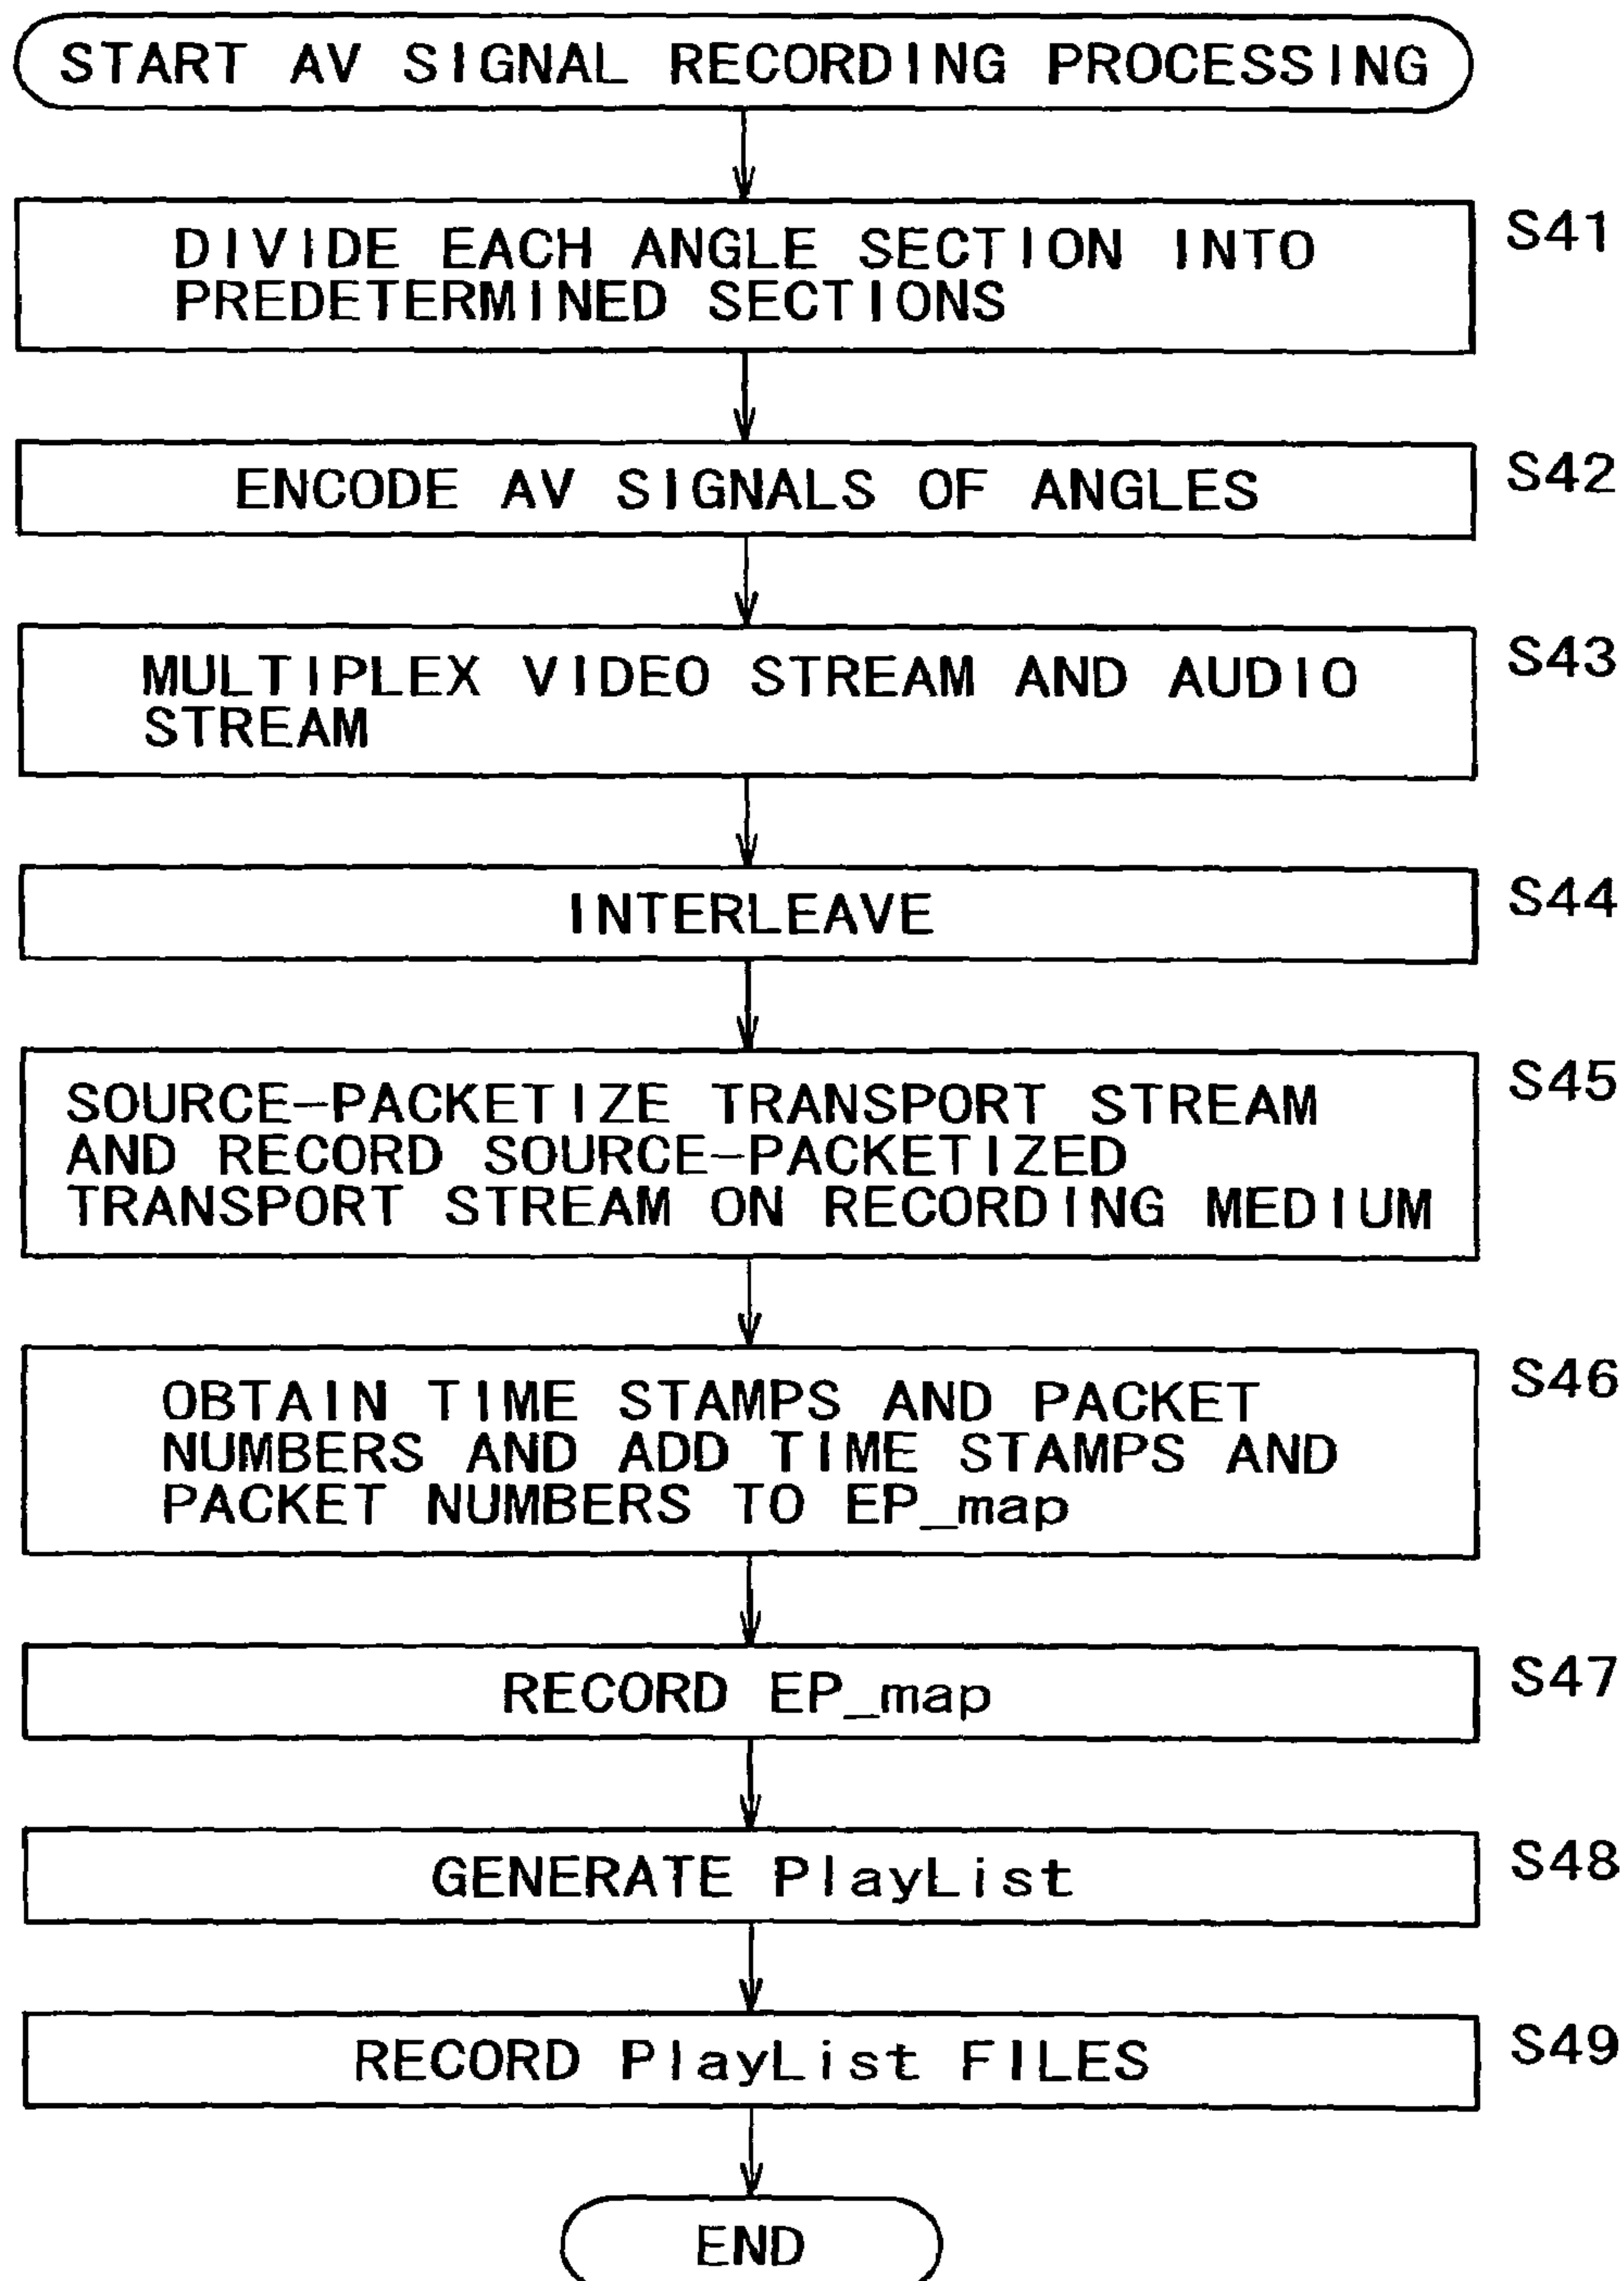 START AV SIGNAL RECORDING PROCESSING
S41
DIVIDE EACH ANGLE SECTION INTO
PREDETERMINED SECTIONS
S42
ENCODE AV SIGNALS OF ANGLES
S43
MULTIPLEX VIDEO STREAM AND AUDIO
STREAM
S44
INTERLEAVE
S45
SOURCE-PACKETIZE TRANSPORT STREAM
AND RECORD SOURCE-PACKETIZED
TRANSPORT STREAM ON RECORDING MEDIUM
S46
OBTAIN TIME STAMPS AND PACKET
NUMBERS AND ADD TIME STAMPS AND
PACKET NUMBERS TO EP_map
S47
RECORD EP_map
S48
GENERATE PlayList
S49
RECORD PlayList FILES
END